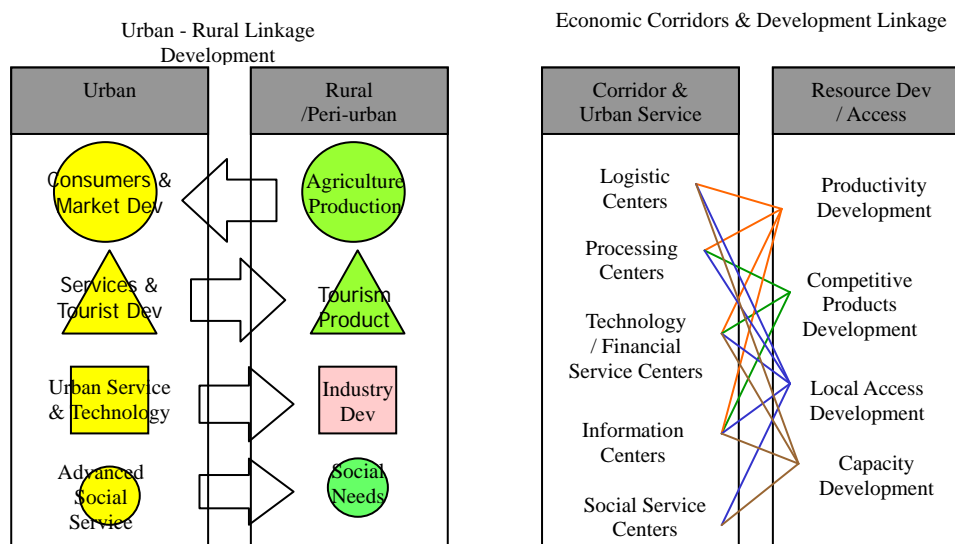 Urban - Rural Linkage
Development
Urban
Rural
/Peri-urban
Consumers &
Market Dev
Agriculture
Production
Services &
Tourist Dev
Tourism
Product
Urban Service
& Technology
Industry
Dev
Advanced
Social
Service
Social
Needs
Economic Corridors & Development Linkage
Corridor &
Urban Service
Resource Dev
/ Access
Logistic
Centers
Processing
Centers
Technology
/ Financial
Service Centers
Information
Centers
Social Service
Centers
Productivity
Development
Competitive
Products
Development
Local Access
Development
Capacity
Development